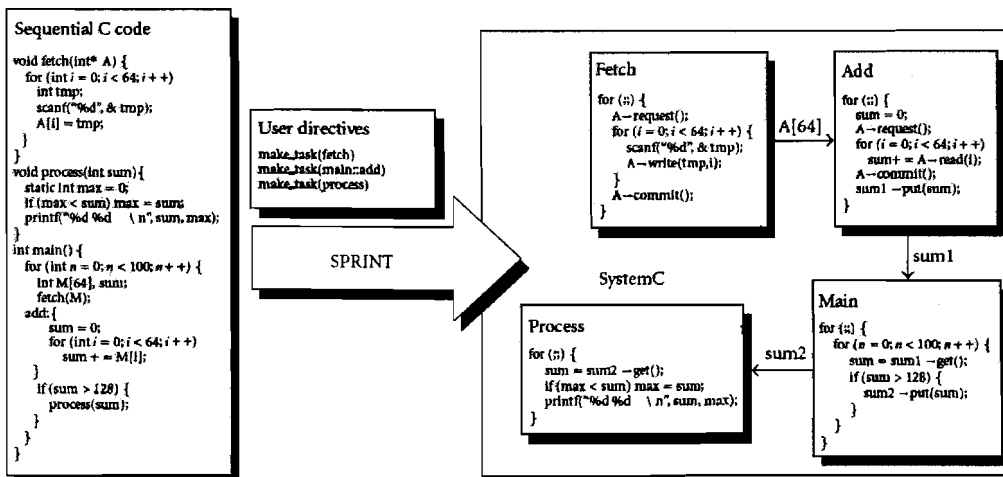 Sequential C code
void fetch(int* A) {
for (int i = 0; i < 64; i + +)
int tmp;
scanf("%d", & tmp);
A[i] = tmp;
}
}
void process(int sum){
static int max = 0;
if (max < sum) max = sum;
printf("%d %d \ n", sum, max);
}
int main() {
for (int n = 0; n < 100; n + +) {
int M[64], sum;
fetch(M);
add: {
sum = 0;
for (int i = 0; i < 64; i + +)
sum + = M[i];
}
if (sum > 128) {
process(sum);
}
}
}
User directives
make_task(fetch)
make_task(main::add)
make_task(process)
SPRINT
Fetch
for (;;) {
A→request();
for (i = 0; i < 64; i + +) {
scanf("%d", & tmp);
A→write(tmp,i);
}
A→commit();
}
A[64]
Add
for (;;) {
sum = 0;
A→request();
for (i = 0; i < 64; i + +
sum+ = A→read(i);
A→commit();
sum1 →put(sum);
}
sum1
SystemC
Main
for (;;) {
for (n = 0; n < 100; n + +) {
sum = sum1 →get();
if (sum > 128) {
sum2 →put(sum);
}
}
}
sum2
Process
for (;;) {
sum = sum2 →get();
if (max < sum) max = sum;
printf("%d %d \ n", sum, max);
}